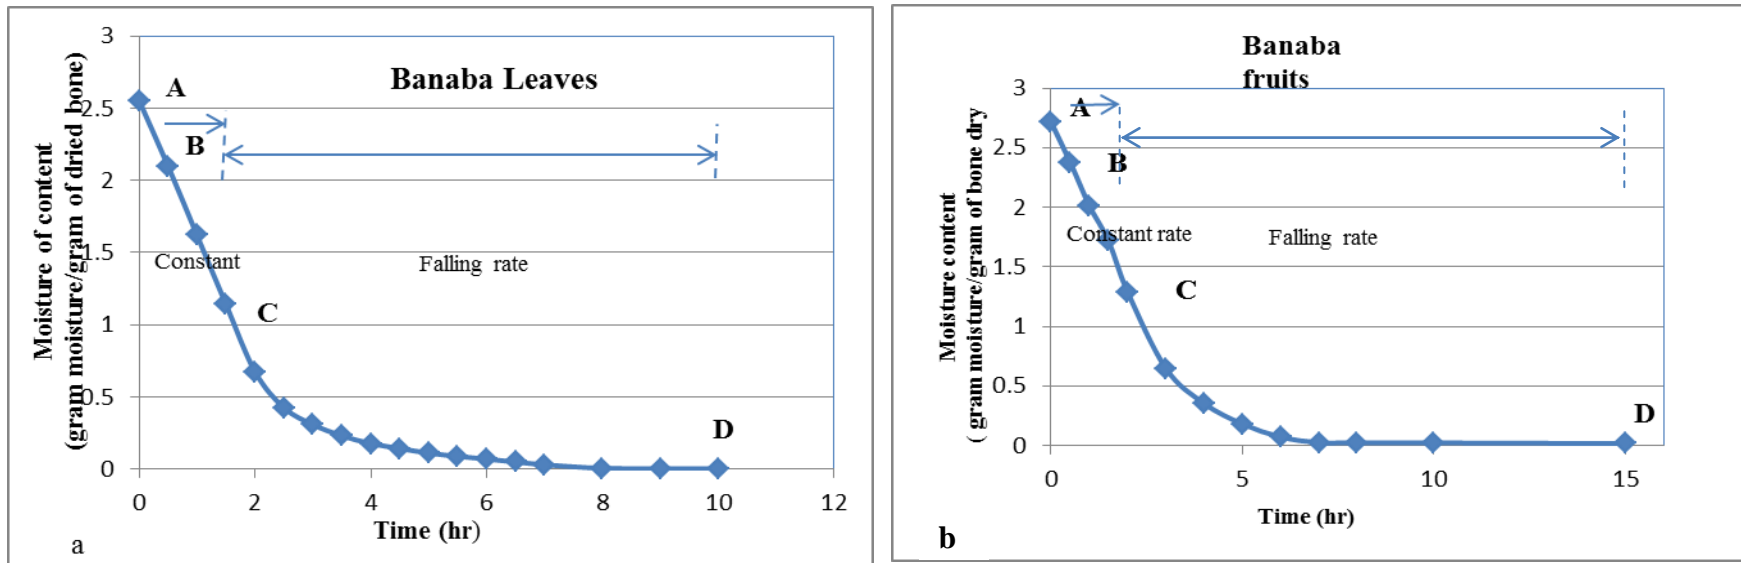 Banaba Leaves
Moisture of content
(gram moisture/gram of dried bone)
3
2.5
2
1.5
1
0.5
0
A
B
C
D
Constant
Falling rate
0 2 4 6 8 10 12
Time (hr)
a
Banaba
fruits
Moisture content
( gram moisture/gram of bone dry
3
2.5
2
1.5
1
0.5
0
A
B
Constant rate
Falling rate
C
D
0 5 10 15
Time (hr)
b